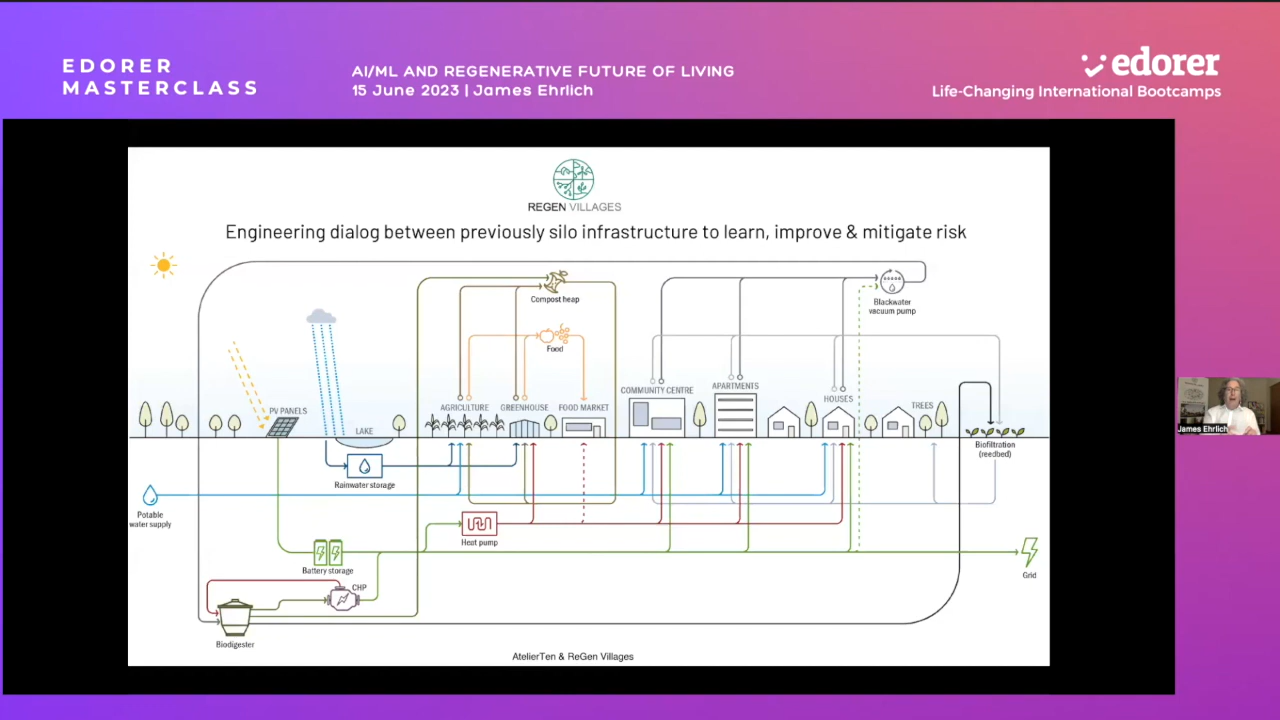 EDORER
MASTERCLASS
AI/ML AND REGENERATIVE FUTURE OF LIVING
15 June 2023 | James Ehrlich
edorer
Life-Changing International Bootcamps
REGEN VILLAGES
Engineering dialog between previously silo infrastructure to learn, improve & mitigate risk
Compost heap
Blackwater
vacuum pump
Food
PV PANELS
LAKE
AGRICULTURE
GREENHOUSE
FOOD MARKET
COMMUNITY CENTRE
APARTMENTS
HOUSES
TREES
Biofiltration
(reedbed)
Rainwater storage
Potable
water supply
Heat pump
Battery storage
CHP
Grid
Biodigester
AtelierTen & ReGen Villages
James Ehrlich